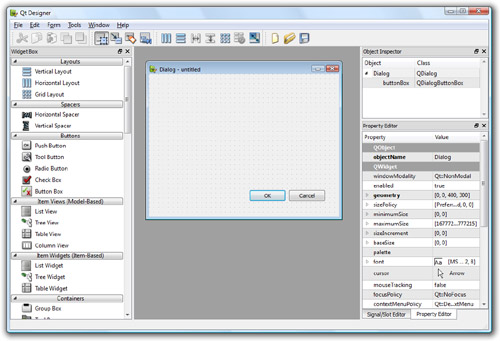 Qt Designer
File Edit Form Tools Window Help
Widget Box
Layouts
Vertical Layout
Horizontal Layout
Grid Layout
Spacers
Horizontal Spacer
Vertical Spacer
Buttons
Push Button
Tool Button
Radio Button
Check Box
Button Box
Item Views (Model-Based)
List View
Tree View
Table View
Column View
Item Widgets (Item-Based)
List Widget
Tree Widget
Table Widget
Containers
Group Box
Dialog - untitled
OK Cancel
Object Inspector
Object Class
Dialog QDialog
buttonBox QDialogButtonBox
Property Editor
Property Value
QObject
objectName Dialog
QWidget
windowModality Qt::NonModal
enabled true
geometry [0, 0, 400, 300]
sizePolicy [Prefer...d, 0, 0]
minimumSize [0, 0]
maximumSize [167772...777215]
sizeIncrement [0, 0]
baseSize [0, 0]
palette
font Aa [MS ... 2, 8]
cursor Arrow
mouseTracking false
focusPolicy Qt::NoFocus
contextMenuPolicy Qt::De...xtMenu
Signal/Slot Editor Property Editor